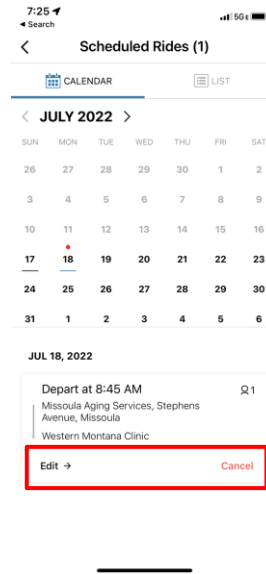 7:25
Search
5G E
Scheduled Rides (1)
CALENDAR LIST
< JULY 2022 >
SUN MON TUE WED THU FRI SAT
26 27 28 29 30 1 2
3 4 5 6 7 8 9
10 11 12 13 14 15 16
17 18 19 20 21 22 23
24 25 26 27 28 29 30
31 1 2 3 4 5 6
JUL 18, 2022
Depart at 8:45 AM 1
Missoula Aging Services, Stephens
Avenue, Missoula
Western Montana Clinic
Edit → Cancel